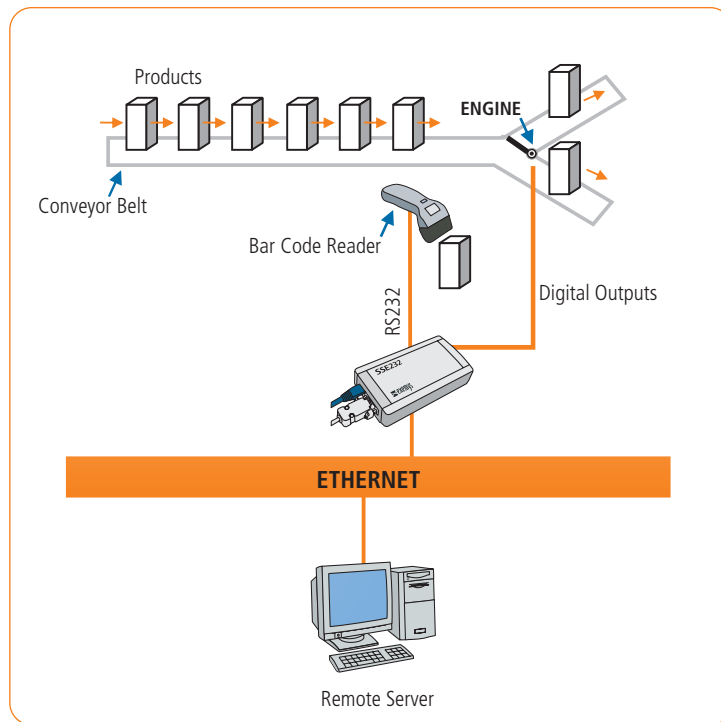 Products
ENGINE
Conveyor Belt
Bar Code Reader
Digital Outputs
RS232
SSE232
ETHERNET
Remote Server